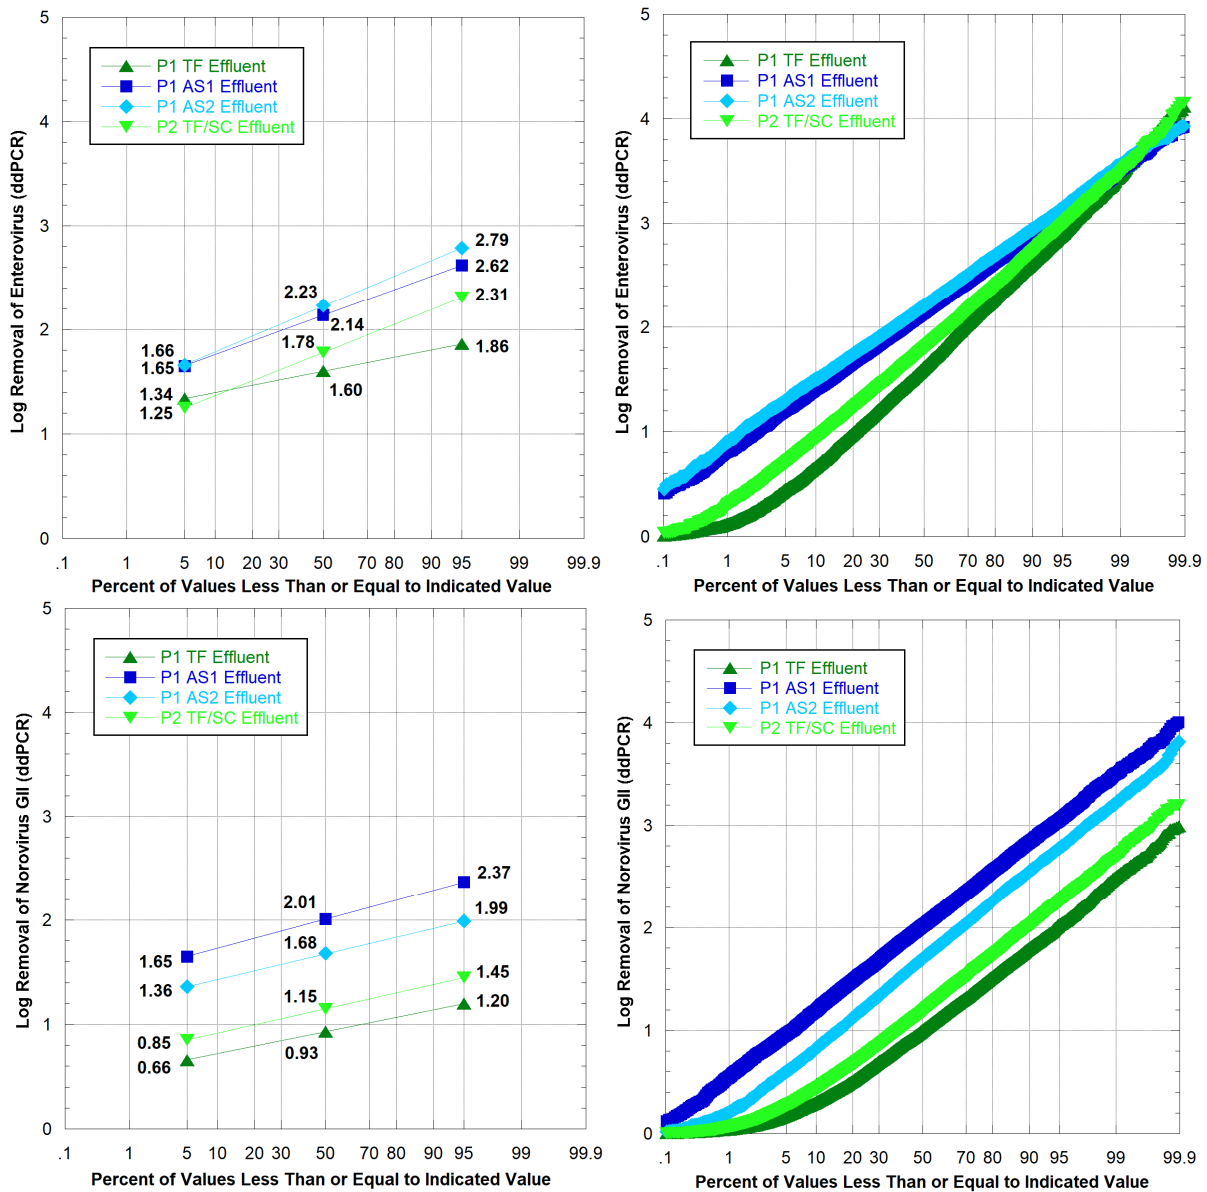 Log Removal of Enterovirus (ddPCR)
5
4
3
2
1
0
P1 TF Effluent
P1 AS1 Effluent
P1 AS2 Effluent
P2 TF/SC Effluent
1.66
1.65
1.34
1.25
2.23
2.14
1.78
1.60
2.79
2.62
2.31
1.86
.1 1 5 10 20 30 50 70 80 90 95 99 99.9
Percent of Values Less Than or Equal to Indicated Value
Log Removal of Enterovirus (ddPCR)
5
4
3
2
1
0
P1 TF Effluent
P1 AS1 Effluent
P1 AS2 Effluent
P2 TF/SC Effluent
.1 1 5 10 20 30 50 70 80 90 95 99 99.9
Percent of Values Less Than or Equal to Indicated Value
Log Removal of Norovirus GII (ddPCR)
5
4
3
2
1
0
P1 TF Effluent
P1 AS1 Effluent
P1 AS2 Effluent
P2 TF/SC Effluent
1.65
1.36
0.85
0.66
2.01
1.68
1.15
0.93
2.37
1.99
1.45
1.20
.1 1 5 10 20 30 50 70 80 90 95 99 99.9
Percent of Values Less Than or Equal to Indicated Value
Log Removal of Norovirus GII (ddPCR)
5
4
3
2
1
0
P1 TF Effluent
P1 AS1 Effluent
P1 AS2 Effluent
P2 TF/SC Effluent
.1 1 5 10 20 30 50 70 80 90 95 99 99.9
Percent of Values Less Than or Equal to Indicated Value